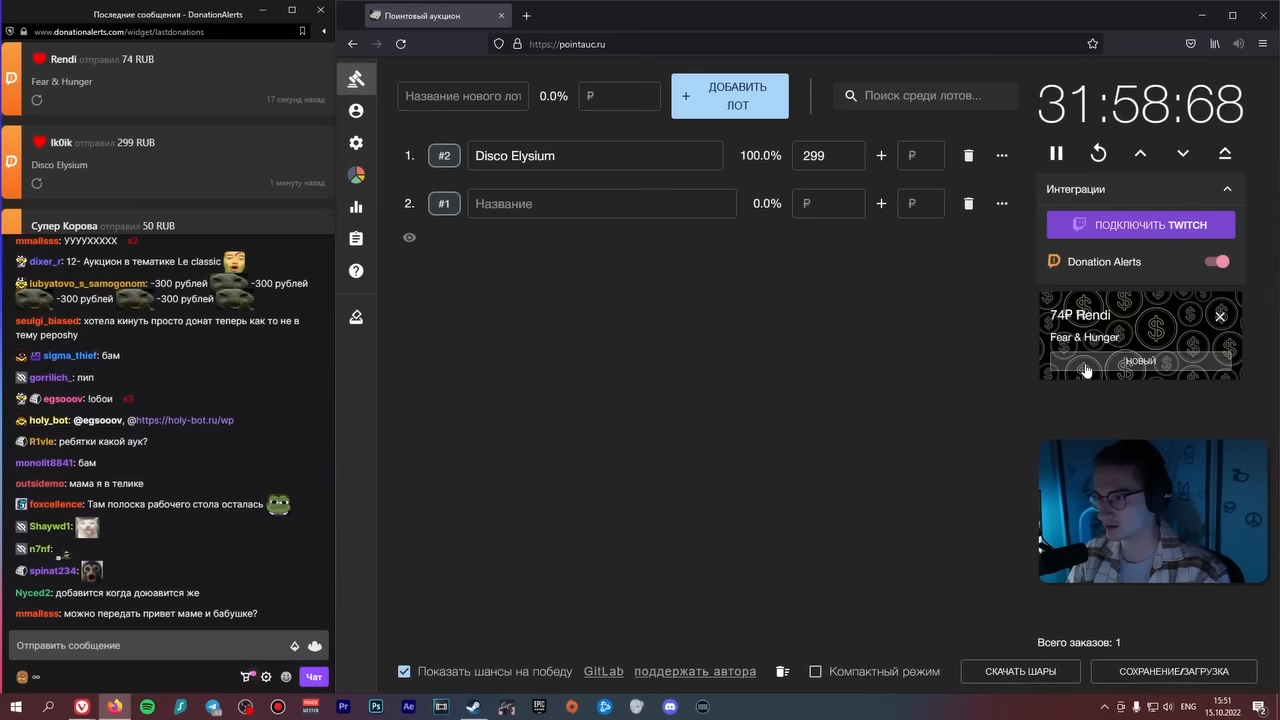 Последние сообщения - DonationAlerts
www.donationalerts.com/widget/lastdonations
Rendi отправил 74 RUB
Fear & Hunger
17 секунд назад
Ik0ik отправил 299 RUB
Disco Elysium
1 минуту назад
Супер Корова отправил 50 RUB
mmallsss: УУУУХХХХХ x2
dixer_r: 12- Аукцион в тематике Le classic
lubyatovo_s_samogonom: -300 рублей -300 рублей
-300 рублей -300 рублей
seulgi_biased: хотела кинуть просто донат теперь как то не в
тему peposhy
sigma_thief: бам
gorrilich_: пип
egsooov: !обои x2
holy_bot: @egsooov, @https://holy-bot.ru/wp
R1vle: ребятки какой аук?
monolit8841: бам
outsidemo: мама я в телике
foxcellence: Там полоска рабочего стола осталась
Shaywd1:
n7nf:
spinat234:
Nyced2: добавится когда доювится же
mmallsss: можно передать привет маме и бабушке?
Отправить сообщение
∞
Чат
Поинтовый аукцион
https://pointauc.ru
Название нового лот
0.0%
₽
+ ДОБАВИТЬ
ЛОТ
Поиск среди лотов...
31:58:68
1. #2 Disco Elysium 100.0% 299 + ₽
2. #1 Название 0.0% ₽ + ₽
Интеграции
ПОДКЛЮЧИТЬ TWITCH
Donation Alerts
74₽ Rendi
Fear & Hunger
НОВЫЙ
Всего заказов: 1
Показать шансы на победу GitLab поддержать автора Компактный режим СКАЧАТЬ ШАРЫ СОХРАНЕНИЕ/ЗАГРУЗКА
Pr Ps Ae
15:51
15.10.2022